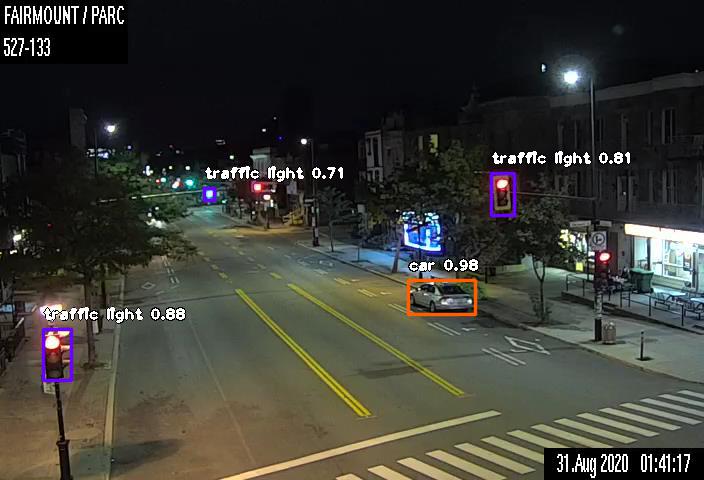 FAIRMOUNT / PARC
527-133
traffic light 0.71
traffic light 0.81
car 0.98
traffic light 0.88
31.Aug 2020 01:41:17